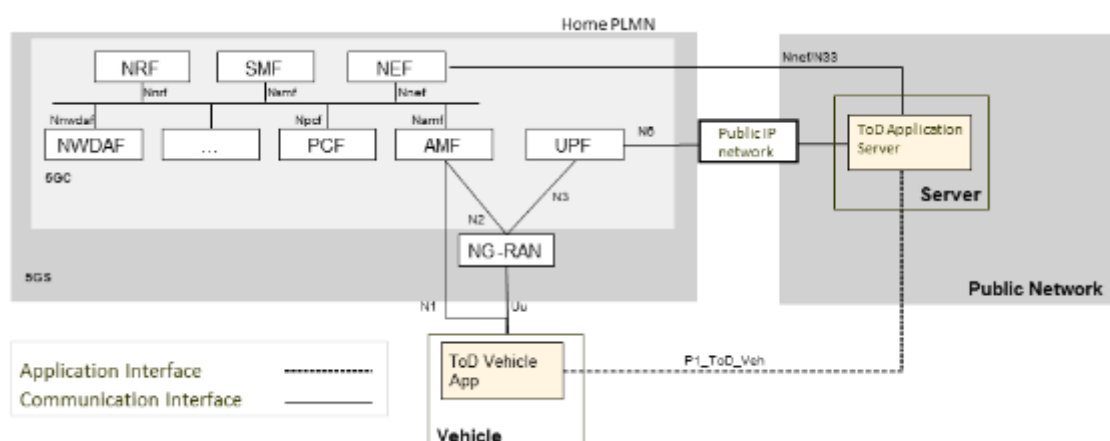 Home PLMN
Nnef/N33
NRF
SMF
NEF
Nnrf
Nsmf
Nnef
Nnwdaf
Npcf
Namf
N6
NWDAF
...
PCF
AMF
UPF
Public IP
network
ToD Application
Server
5GC
N2
N3
Server
NG-RAN
5GS
Public Network
N1
Uu
ToD Vehicle
App
P1_ToD_Veh
Application Interface
Communication Interface
Vehicle